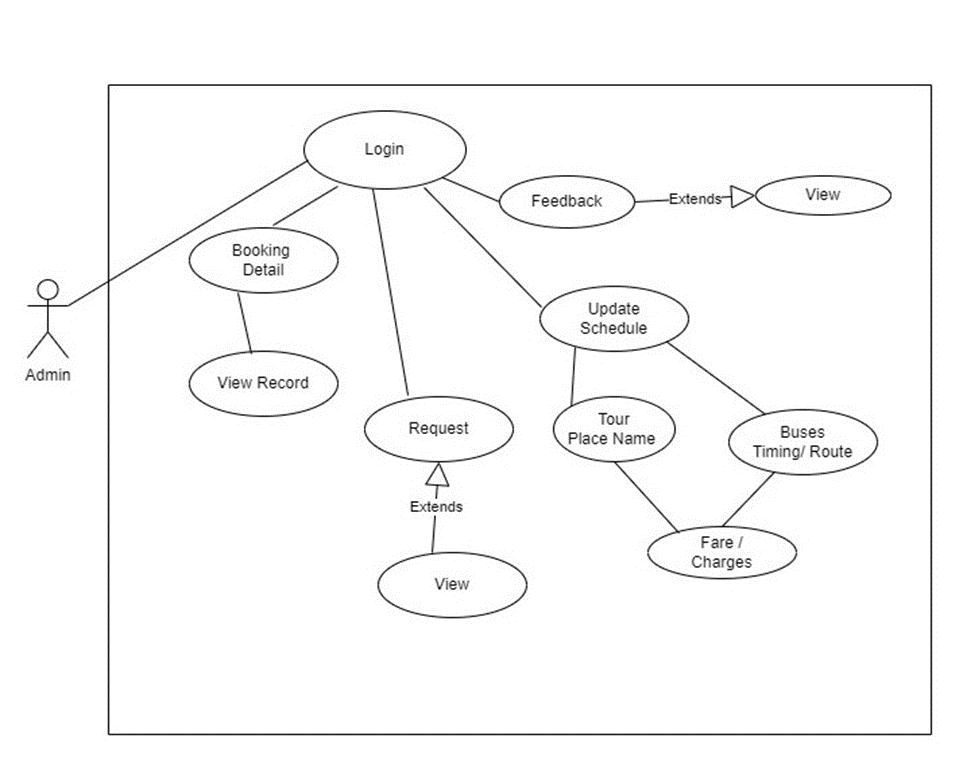 Login
Feedback
Extends
View
Booking
Detail
Update
Schedule
Admin
View Record
Request
Tour
Place Name
Buses
Timing/ Route
Extends
Fare /
Charges
View